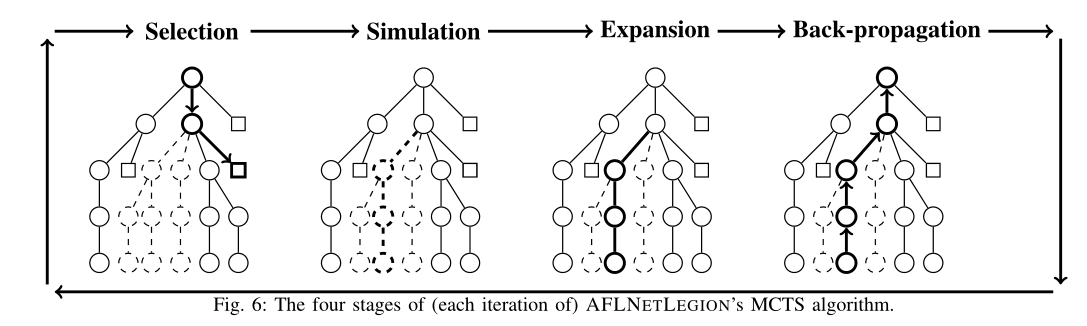 Selection Simulation Expansion Back-propagation
Fig. 6: The four stages of (each iteration of) AFLNETLEGION's MCTS algorithm.